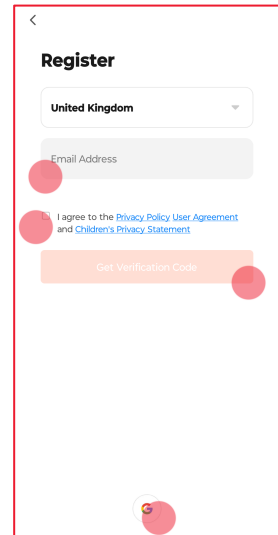 Register
United Kingdom
Email Address
I agree to the Privacy Policy User Agreement
and Children's Privacy Statement
Get Verification Code